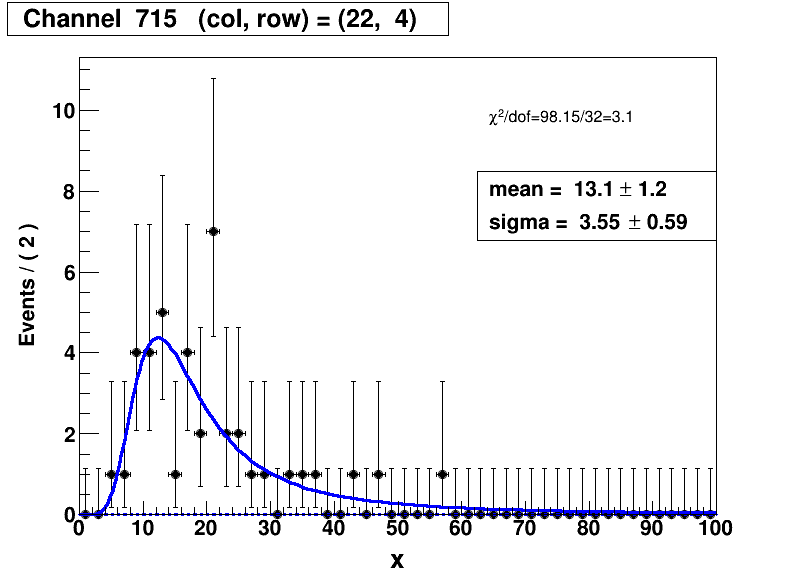 Channel 715 (col, row) = (22, 4)
χ²/dof=98.15/32=3.1
mean = 13.1 ± 1.2
sigma = 3.55 ± 0.59
Events / ( 2 )
10
8
6
4
2
0
0 10 20 30 40 50 60 70 80 90 100
x